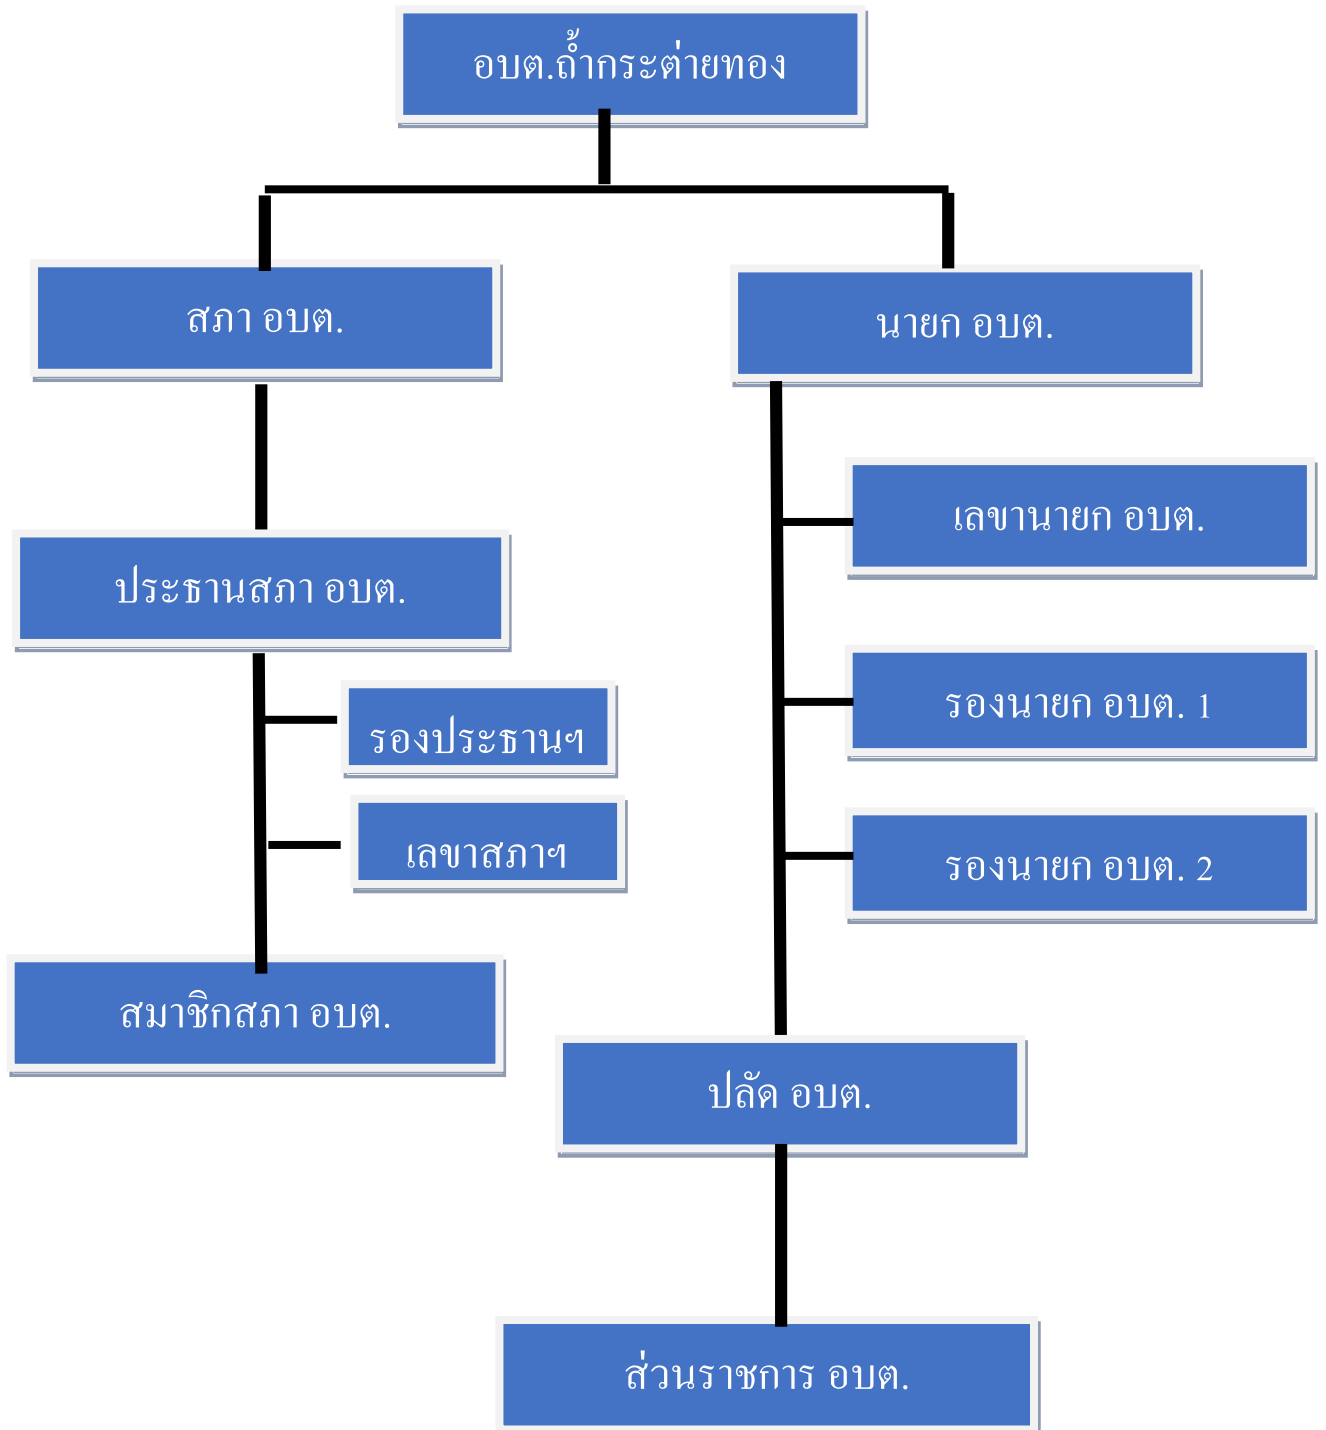 อบต.ถ้ำกระต่ายทอง
สภา อบต.
นายก อบต.
เลขานายก อบต.
ประธานสภา อบต.
รองนายก อบต. 1
รองประธานฯ
เลขาสภาฯ
รองนายก อบต. 2
สมาชิกสภา อบต.
ปลัด อบต.
ส่วนราชการ อบต.